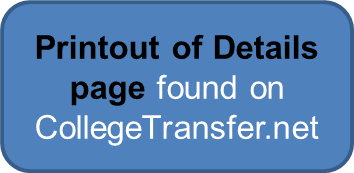 Printout of Details
page found on
CollegeTransfer.net